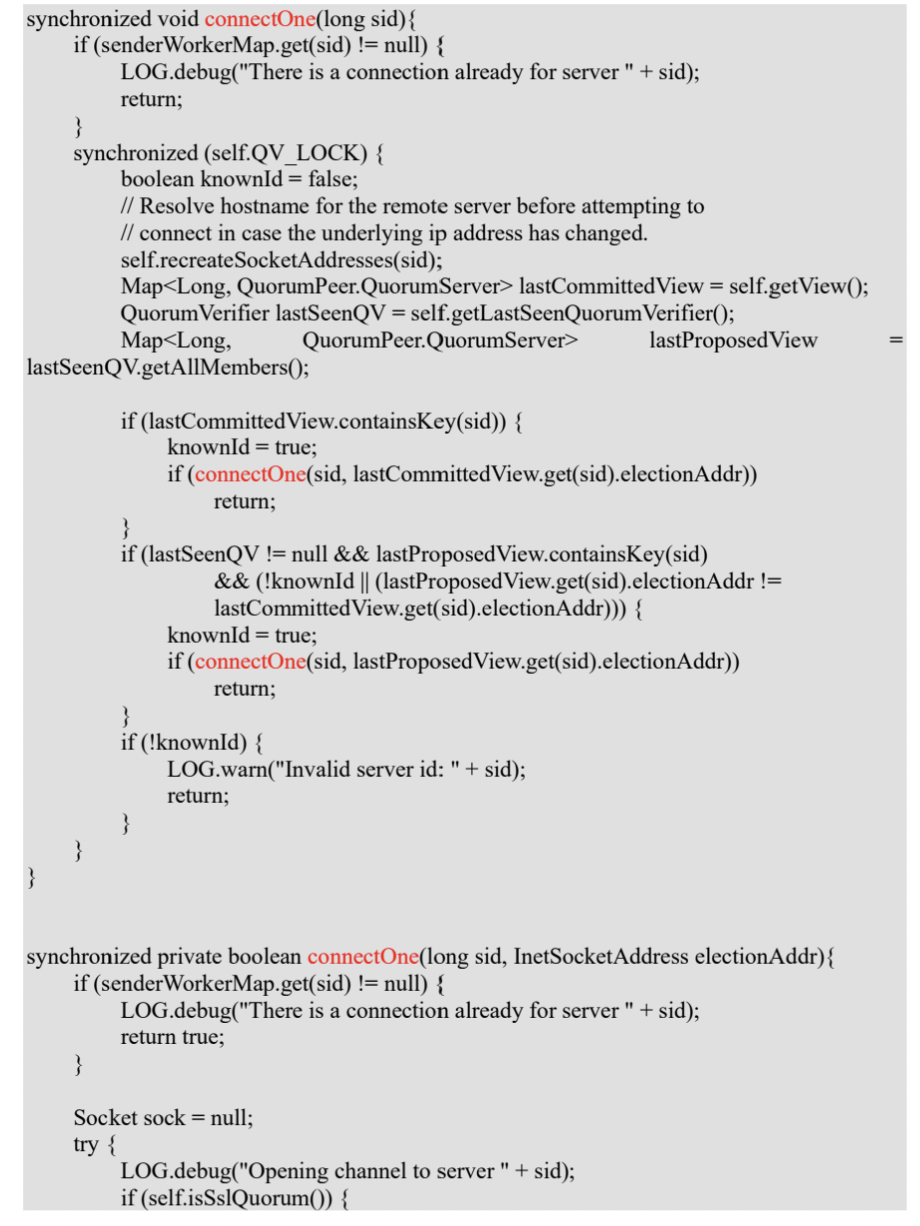 synchronized void connectOne(long sid){
if (senderWorkerMap.get(sid) != null) {
LOG.debug("There is a connection already for server " + sid);
return;
}
synchronized (self.QV_LOCK) {
boolean knownId = false;
// Resolve hostname for the remote server before attempting to
// connect in case the underlying ip address has changed.
self.recreateSocketAddresses(sid);
Map<Long, QuorumPeer.QuorumServer> lastCommittedView = self.getView();
QuorumVerifier lastSeenQV = self.getLastSeenQuorumVerifier();
Map<Long, QuorumPeer.QuorumServer> lastProposedView =
lastSeenQV.getAllMembers();
if (lastCommittedView.containsKey(sid)) {
knownId = true;
if (connectOne(sid, lastCommittedView.get(sid).electionAddr))
return;
}
if (lastSeenQV != null && lastProposedView.containsKey(sid)
&& (!knownId || (lastProposedView.get(sid).electionAddr !=
lastCommittedView.get(sid).electionAddr))) {
knownId = true;
if (connectOne(sid, lastProposedView.get(sid).electionAddr))
return;
}
if (!knownId) {
LOG.warn("Invalid server id: " + sid);
return;
}
}
}
synchronized private boolean connectOne(long sid, InetSocketAddress electionAddr){
if (senderWorkerMap.get(sid) != null) {
LOG.debug("There is a connection already for server " + sid);
return true;
}
Socket sock = null;
try {
LOG.debug("Opening channel to server " + sid);
if (self.isSslQuorum()) {